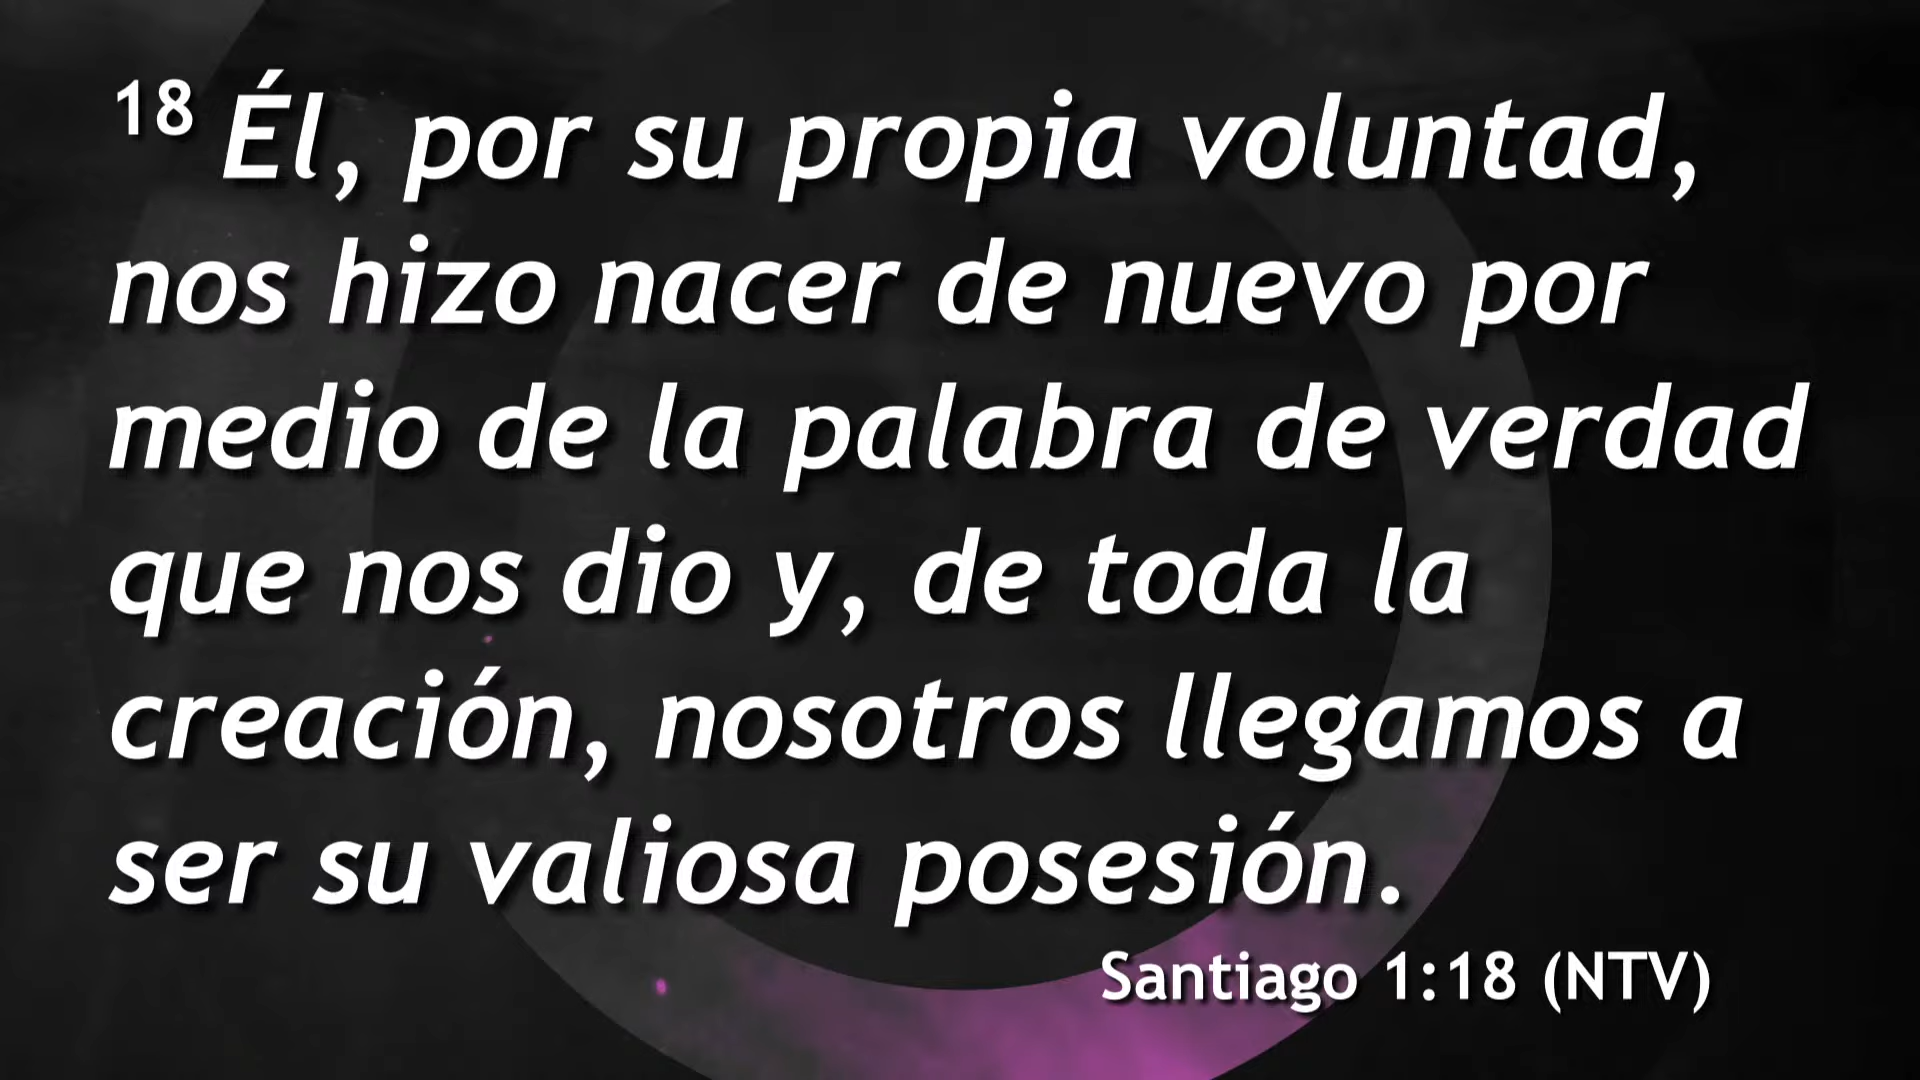 18 Él, por su propia voluntad,
nos hizo nacer de nuevo por
medio de la palabra de verdad
que nos dio y, de toda la
creación, nosotros llegamos a
ser su valiosa posesión.
Santiago 1:18 (NTV)